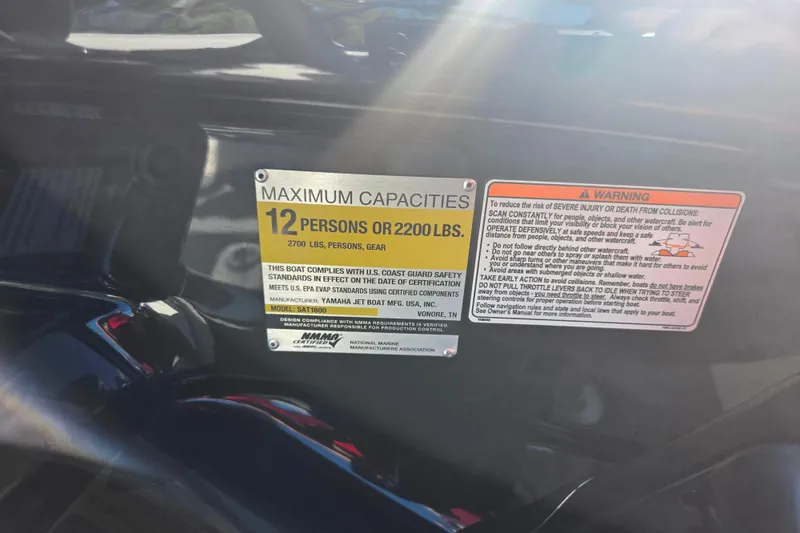 MAXIMUM CAPACITIES
12 PERSONS OR 2200 LBS.
2700 LBS, PERSONS, GEAR
THIS BOAT COMPLIES WITH U.S. COAST GUARD SAFETY
STANDARDS IN EFFECT ON THE DATE OF CERTIFICATION
MEETS U.S. EPA EVAP STANDARDS USING CERTIFIED COMPONENTS
MANUFACTURER: YAMAHA JET BOAT MFG. USA, INC.
MODEL: SAT1800 VONORE, TN
DESIGN COMPLIANCE WITH NMMA REQUIREMENTS IS VERIFIED.
MANUFACTURER RESPONSIBLE FOR PRODUCTION CONTROL.
NMMA
CERTIFIED
NATIONAL MARINE
MANUFACTURERS ASSOCIATION
WARNING
To reduce the risk of SEVERE INJURY OR DEATH FROM COLLISIONS:
SCAN CONSTANTLY for people, objects, and other watercraft. Be alert for
conditions that limit your visibility or block your vision of others.
OPERATE DEFENSIVELY at safe speeds and keep a safe
distance from people, objects, and other watercraft.
• Do not follow directly behind other watercraft.
• Do not go near others to spray or splash them with water.
• Avoid sharp turns or other maneuvers that make it hard for others to avoid
you or understand where you are going.
• Avoid areas with submerged objects or shallow water.
TAKE EARLY ACTION to avoid collisions. Remember, boats do not have brakes.
DO NOT PULL THROTTLE LEVERS BACK TO IDLE WHEN TRYING TO STEER
away from objects - you need throttle to steer. Always check throttle, shift, and
steering controls for proper operation before starting boat.
Follow navigation rules and state and local laws that apply to your boat.
See Owner's Manual for more information.
YAMAHA